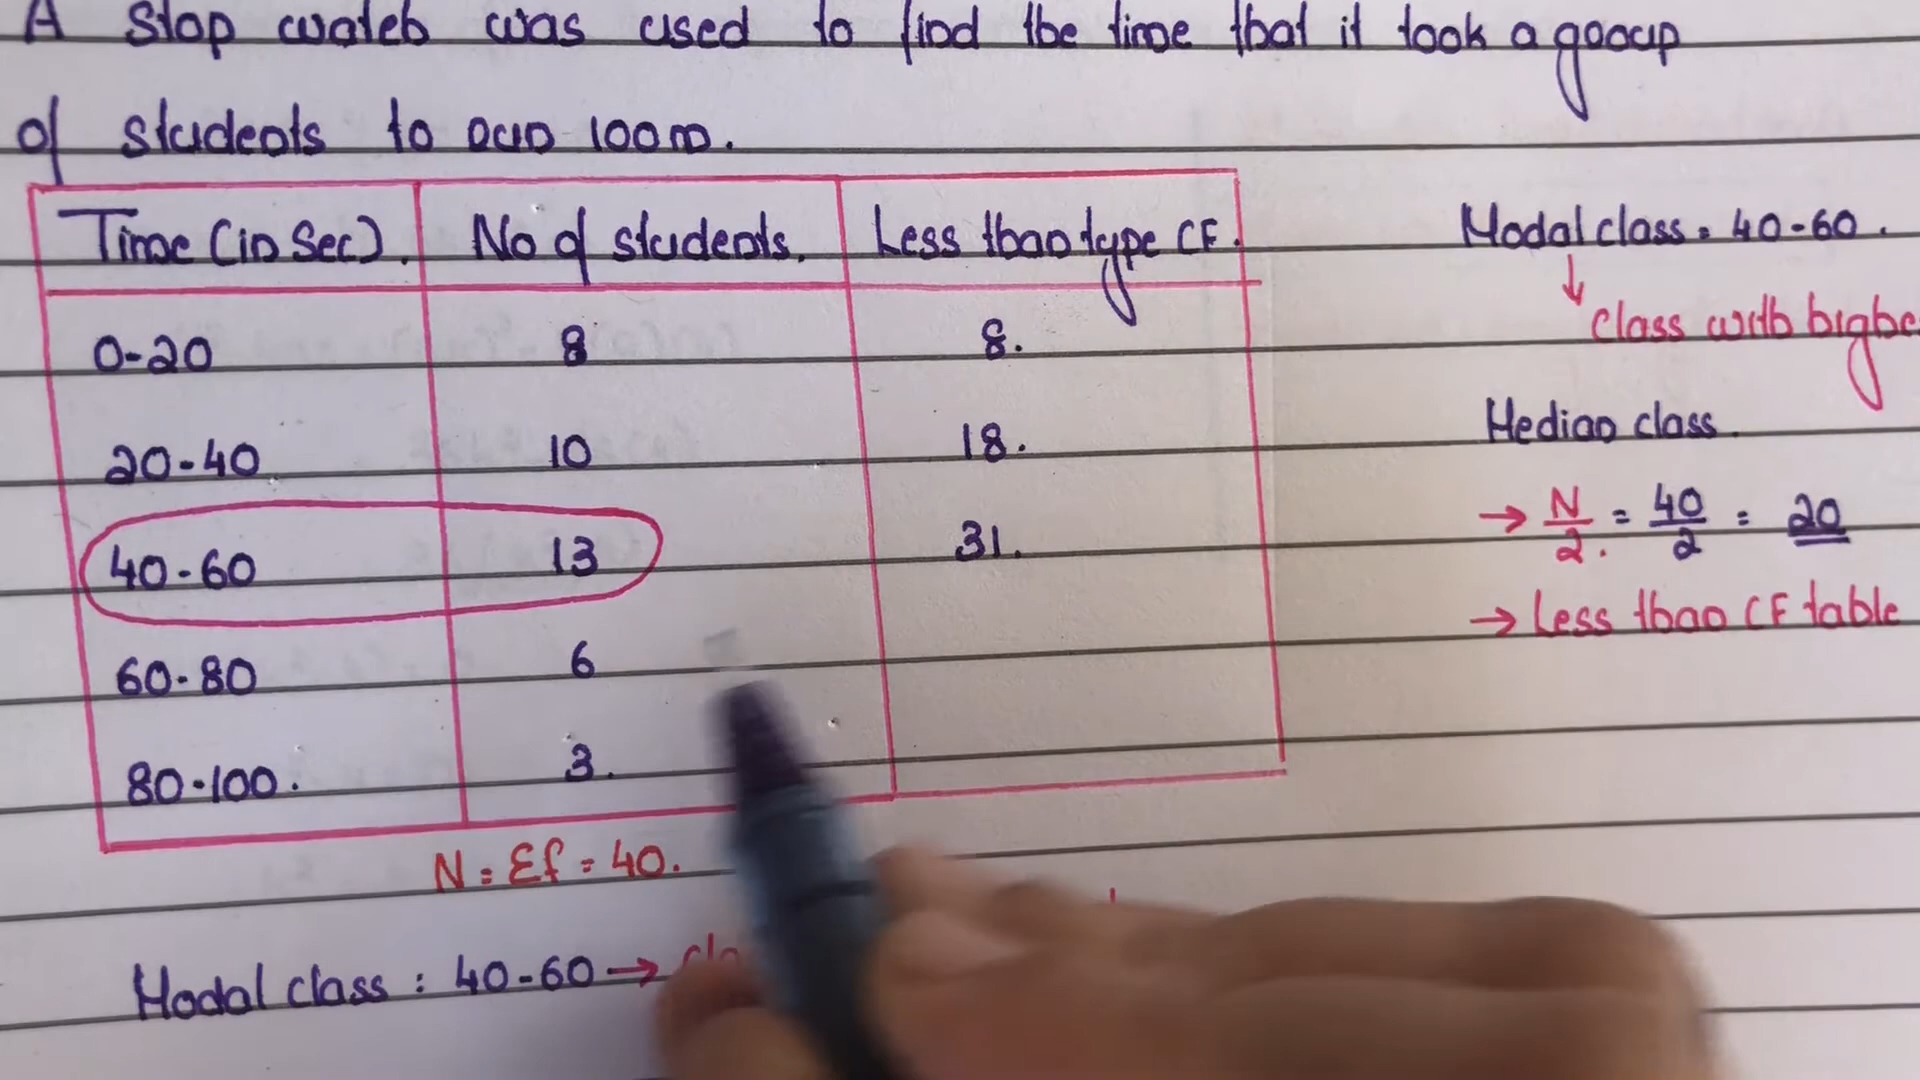 A stop watch was used to find the time that it took a group
of students to run 100m.
Time (in Sec). No of students. Less than type CF.
0-20 8 8.
20-40 10 18.
40-60 13 31.
60-80 6
80-100. 3.
N = Σf = 40.
Modal class : 40-60 →
Modal class = 40-60.
↓
class with highe
Median class.
→ N/2. = 40/2 = 20
→ Less than CF table